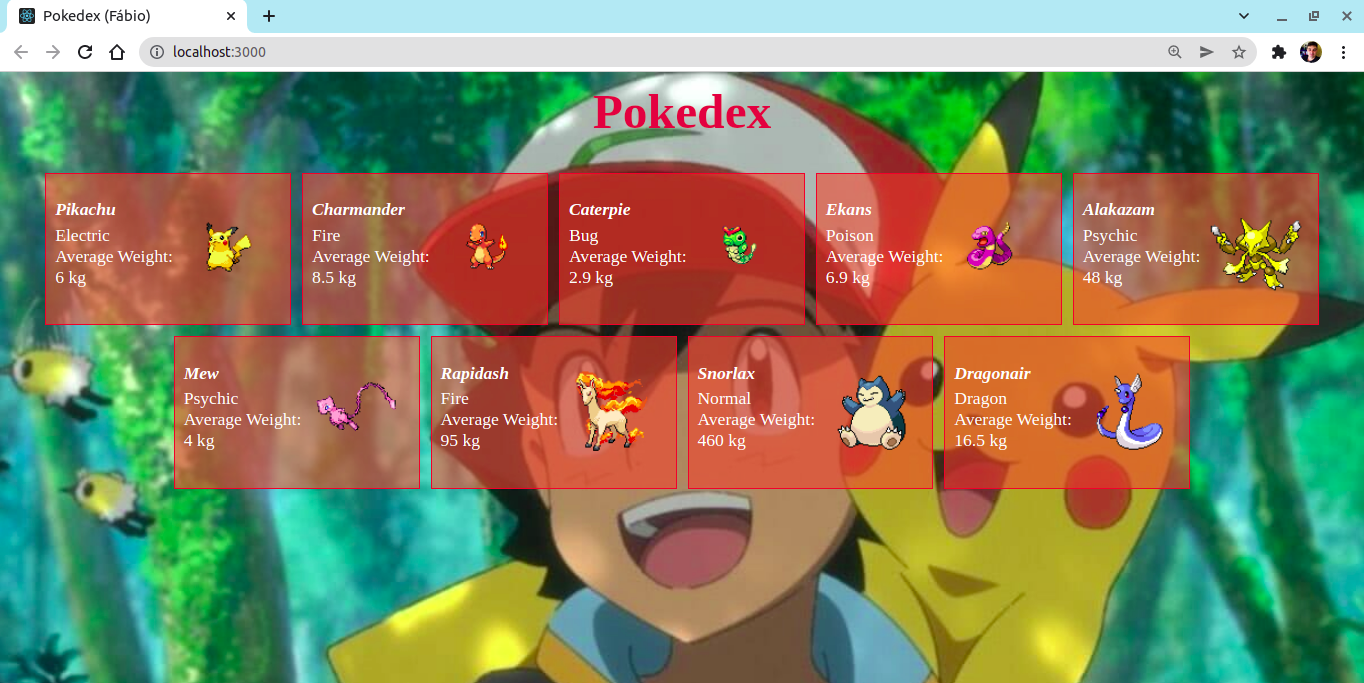 Pokedex (Fábio)
localhost:3000
Pokedex
Pikachu
Electric
Average Weight:
6 kg
Charmander
Fire
Average Weight:
8.5 kg
Caterpie
Bug
Average Weight:
2.9 kg
Ekans
Poison
Average Weight:
6.9 kg
Alakazam
Psychic
Average Weight:
48 kg
Mew
Psychic
Average Weight:
4 kg
Rapidash
Fire
Average Weight:
95 kg
Snorlax
Normal
Average Weight:
460 kg
Dragonair
Dragon
Average Weight:
16.5 kg